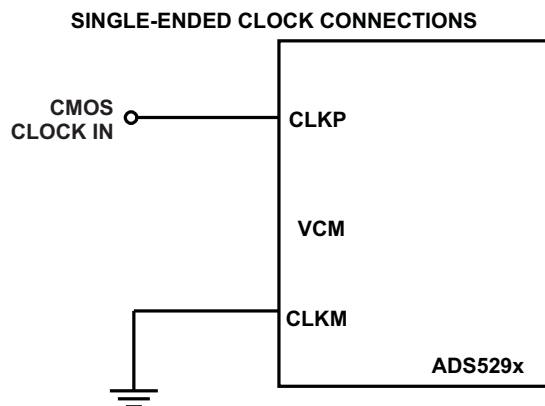 SINGLE-ENDED CLOCK CONNECTIONS
CMOS
CLOCK IN
CLKP
VCM
CLKM
ADS529x